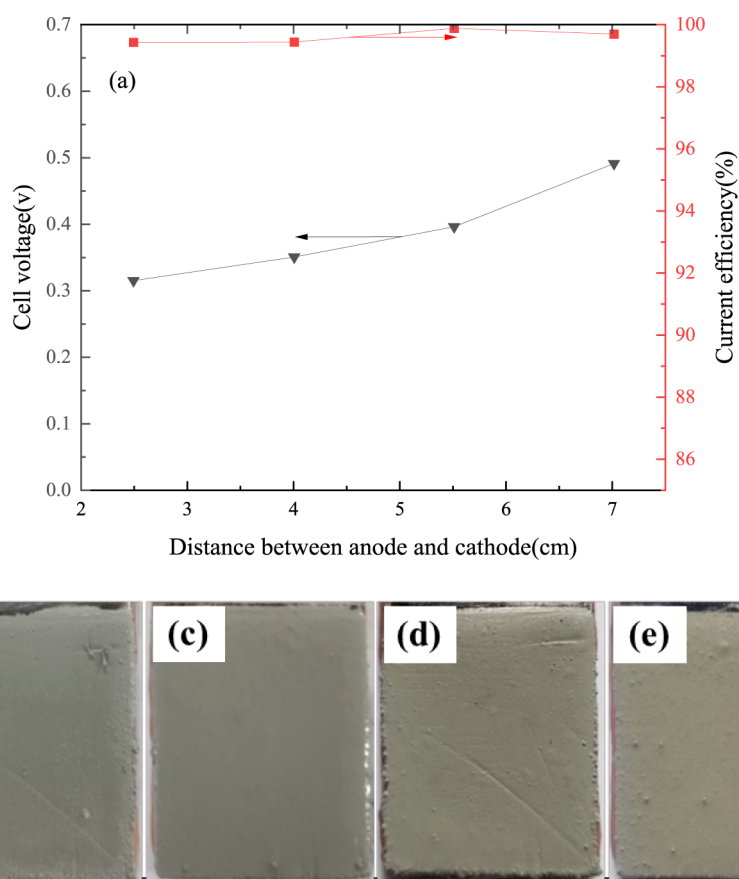 0.7
0.6
0.5
0.4
0.3
0.2
0.1
0.0
Cell voltage(v)
(a)
100
98
96
94
92
90
88
86
Current efficiency(%)
2 3 4 5 6 7
Distance between anode and cathode(cm)
(c) (d) (e)